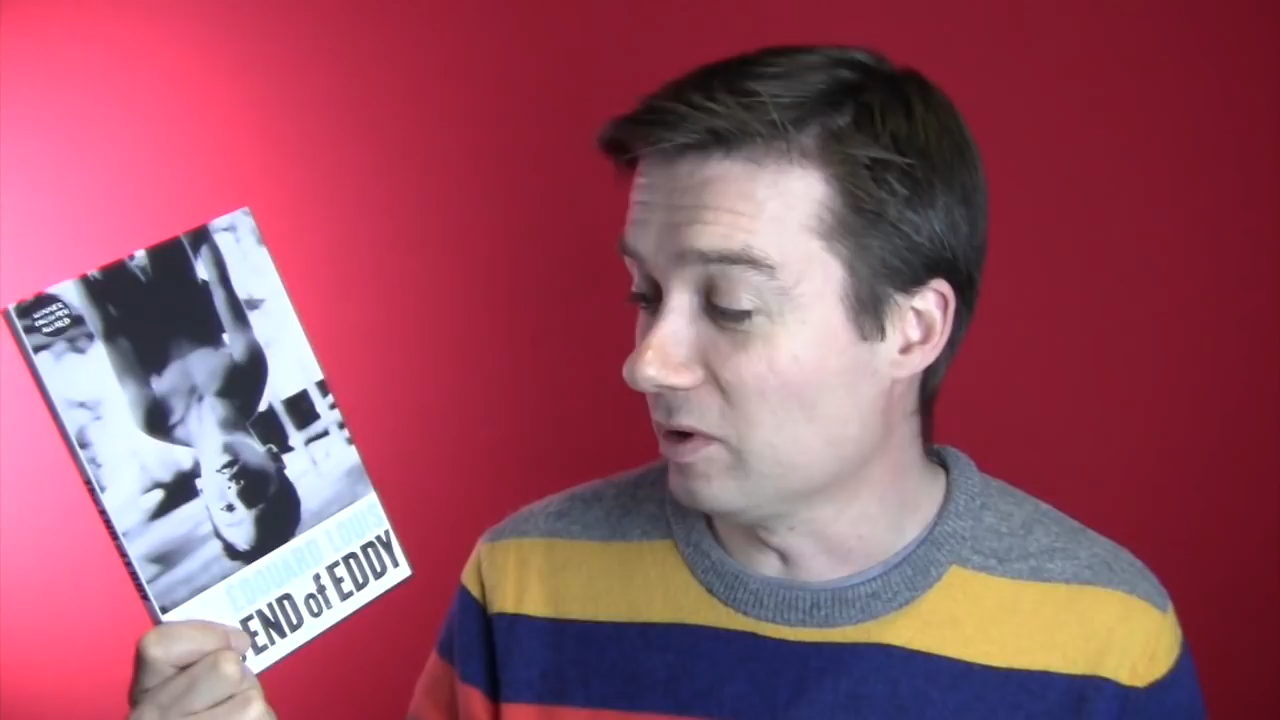 WINNER
ENGLISH PEN
AWARD
EDOUARD LOUIS
END of EDDY